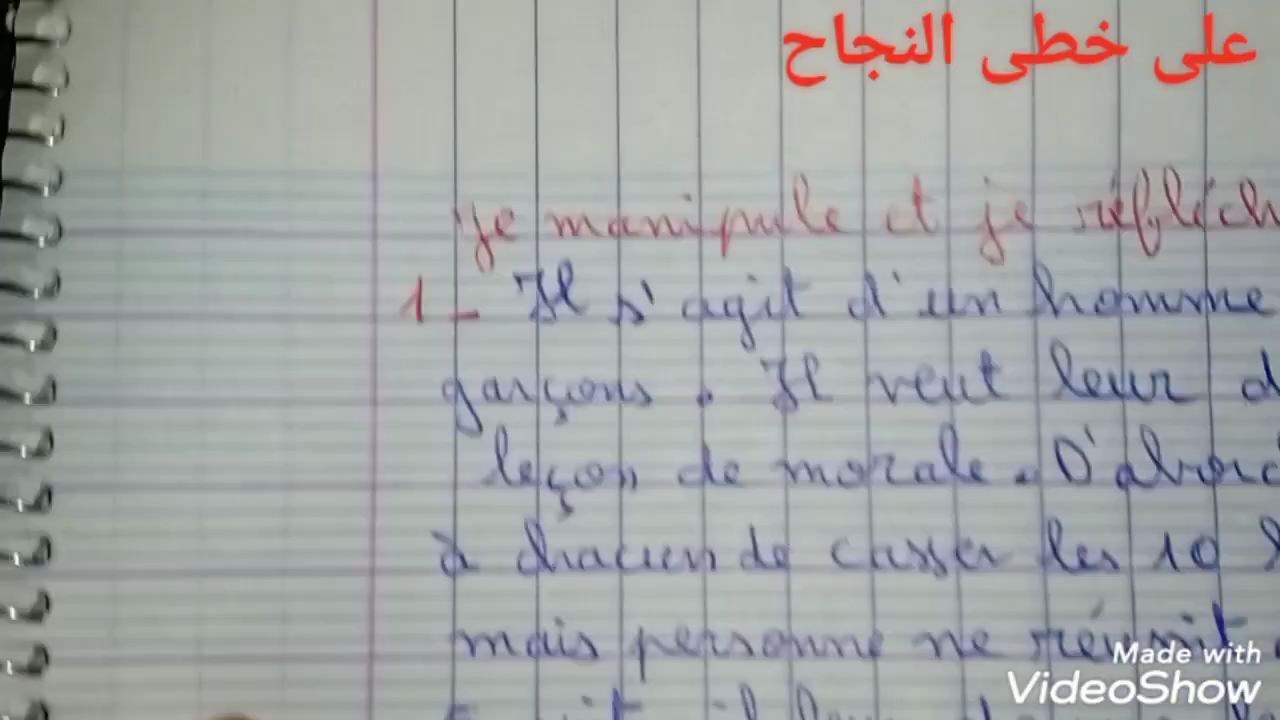 على خطى النجاح
je manipule et je réfléch
1- Il s'agit d'un homme
garçons. Il veut leur d
leçon de morale. D'abord
à chacun de casser les 10
mais personne ne réussit
Made with
VideoShow